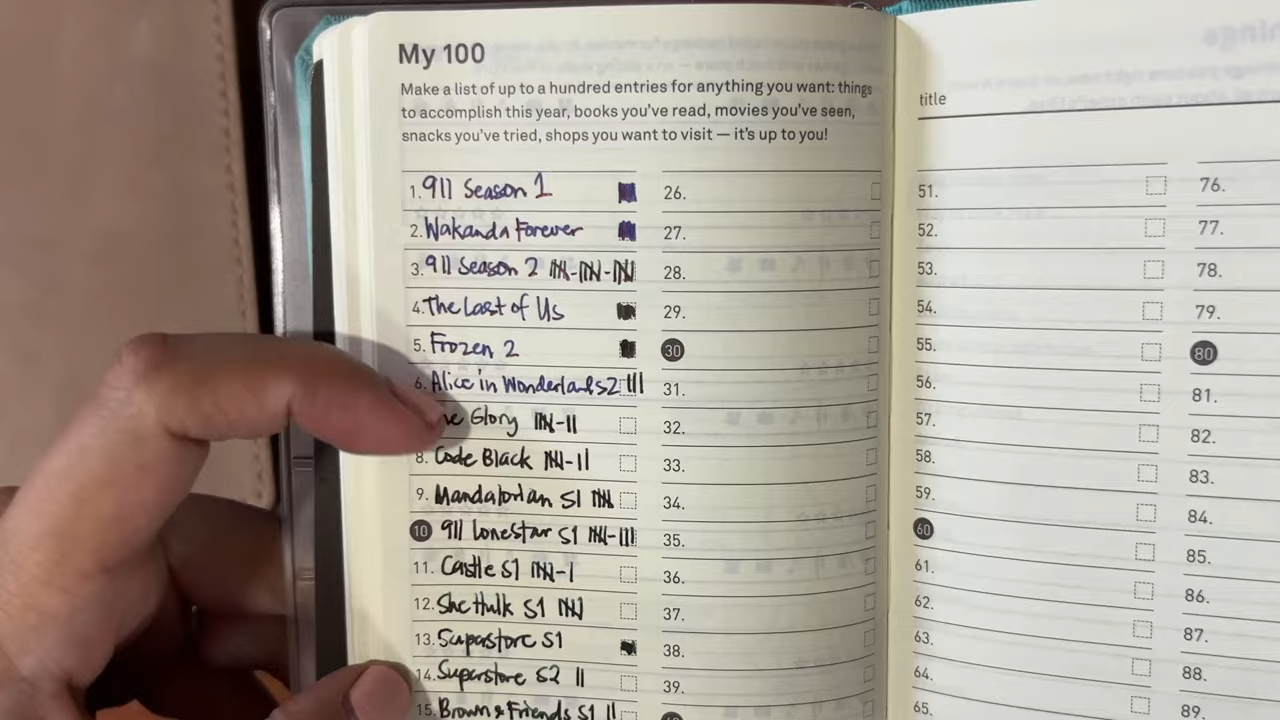 My 100
Make a list of up to a hundred entries for anything you want: things
to accomplish this year, books you've read, movies you've seen,
snacks you've tried, shops you want to visit — it's up to you!
1. 911 Season 1
2. Wakanda Forever
3. 911 Season 2
4. The Last of Us
5. Frozen 2
6. Alice in Wonderland S2 III
Glory
8. Code Black
9. Mandalorian S1
10 911 Lonestar S1
11. Castle S1
12. She Hulk S1
13. Superstore S1
14. Superstore S2 II
15. Brown & Friends S1 II
26.
27.
28.
29.
30
31.
32.
33.
34.
35.
36.
37.
38.
39.
title
51.
52.
53.
54.
55.
56.
57.
58.
59.
60
61.
62.
63.
64.
65.
76.
77.
78.
79.
80
81.
82.
83.
84.
85.
86.
87.
88.
89.